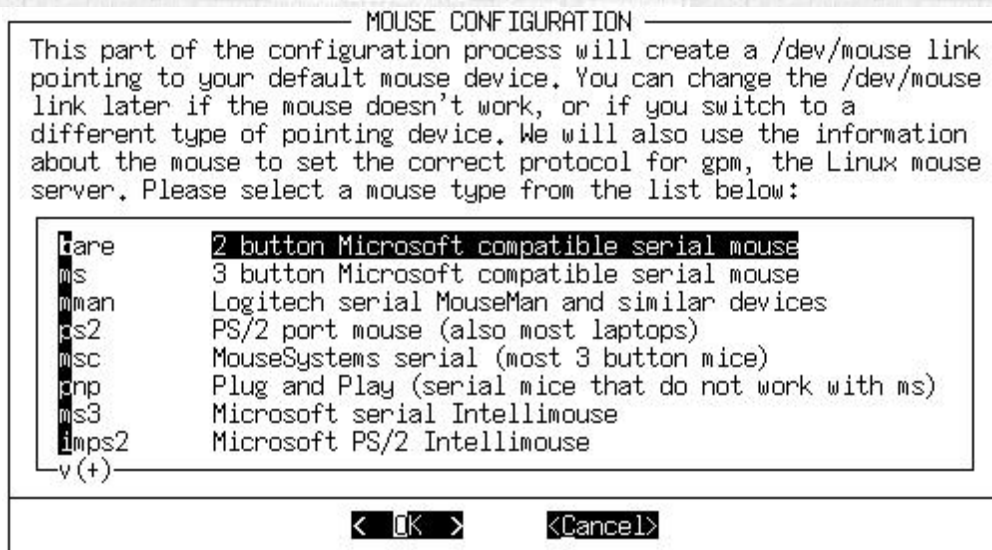 MOUSE CONFIGURATION
This part of the configuration process will create a /dev/mouse link
pointing to your default mouse device. You can change the /dev/mouse
link later if the mouse doesn't work, or if you switch to a
different type of pointing device. We will also use the information
about the mouse to set the correct protocol for gpm, the Linux mouse
server. Please select a mouse type from the list below:
bare 2 button Microsoft compatible serial mouse
ms 3 button Microsoft compatible serial mouse
mman Logitech serial MouseMan and similar devices
ps2 PS/2 port mouse (also most laptops)
msc MouseSystems serial (most 3 button mice)
pnp Plug and Play (serial mice that do not work with ms)
ms3 Microsoft serial Intellimouse
imps2 Microsoft PS/2 Intellimouse
v(+)
< OK > <Cancel>